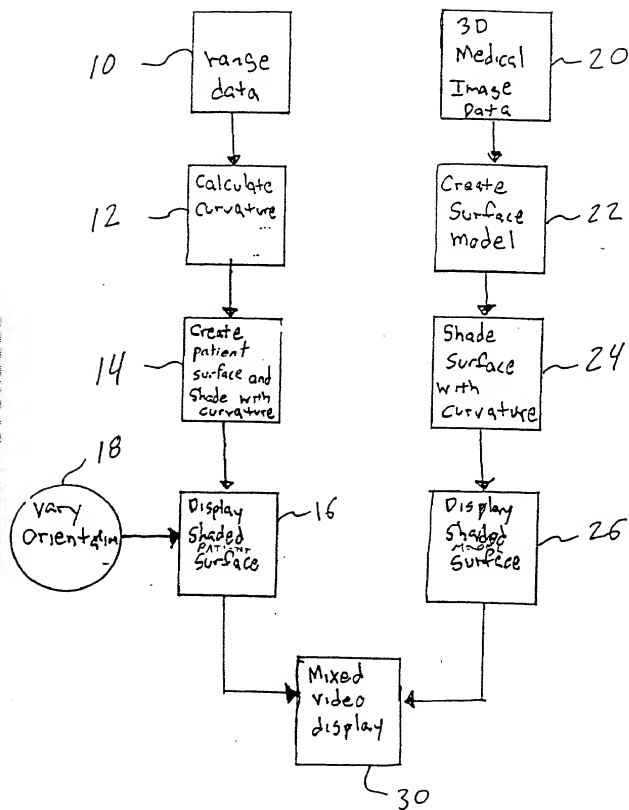 10
range
data
3D
Medical
Image
Data
20
12
Calculate
curvature
...
Create
Surface
model
22
14
Create
patient
surface and
Shade with
curvature
Shade
Surface
with
Curvature
24
18
Vary
Orientation
Display
Shaded
PATIENT
Surface
16
Display
Shaded
MODEL
Surface
26
Mixed
video
display
30